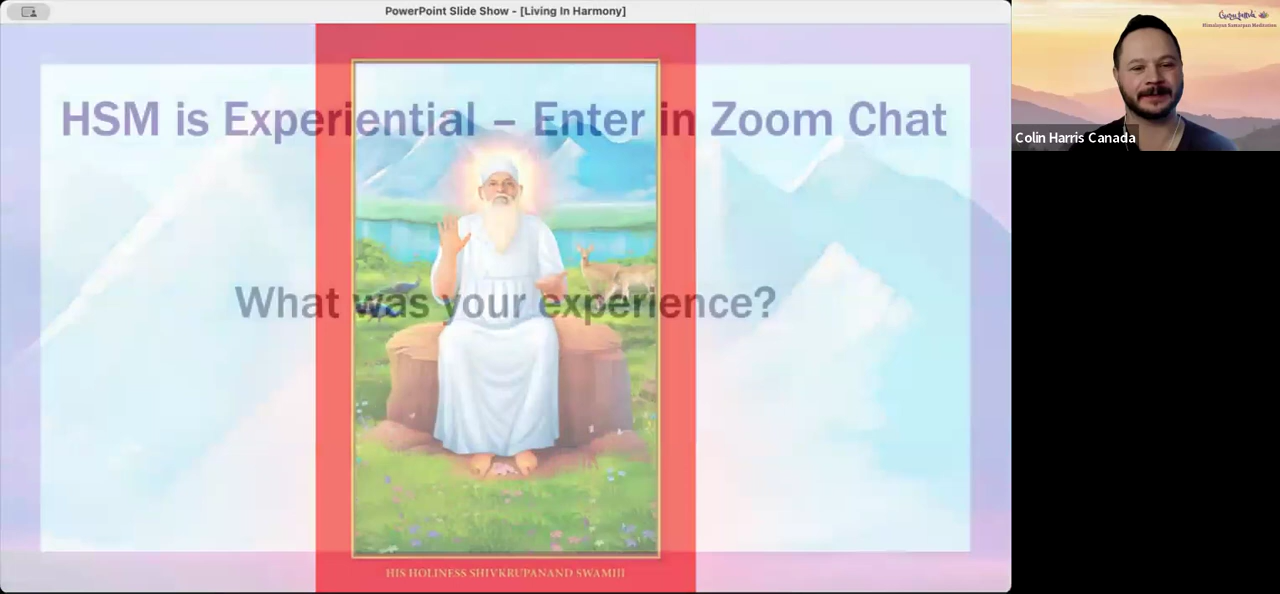 PowerPoint Slide Show - [Living In Harmony]
HSM is Experiential – Enter in Zoom Chat
What was your experience?
HIS HOLINESS SHIVKRUPANAND SWAMIJI
Himalayan Samarpan Meditation
Colin Harris Canada